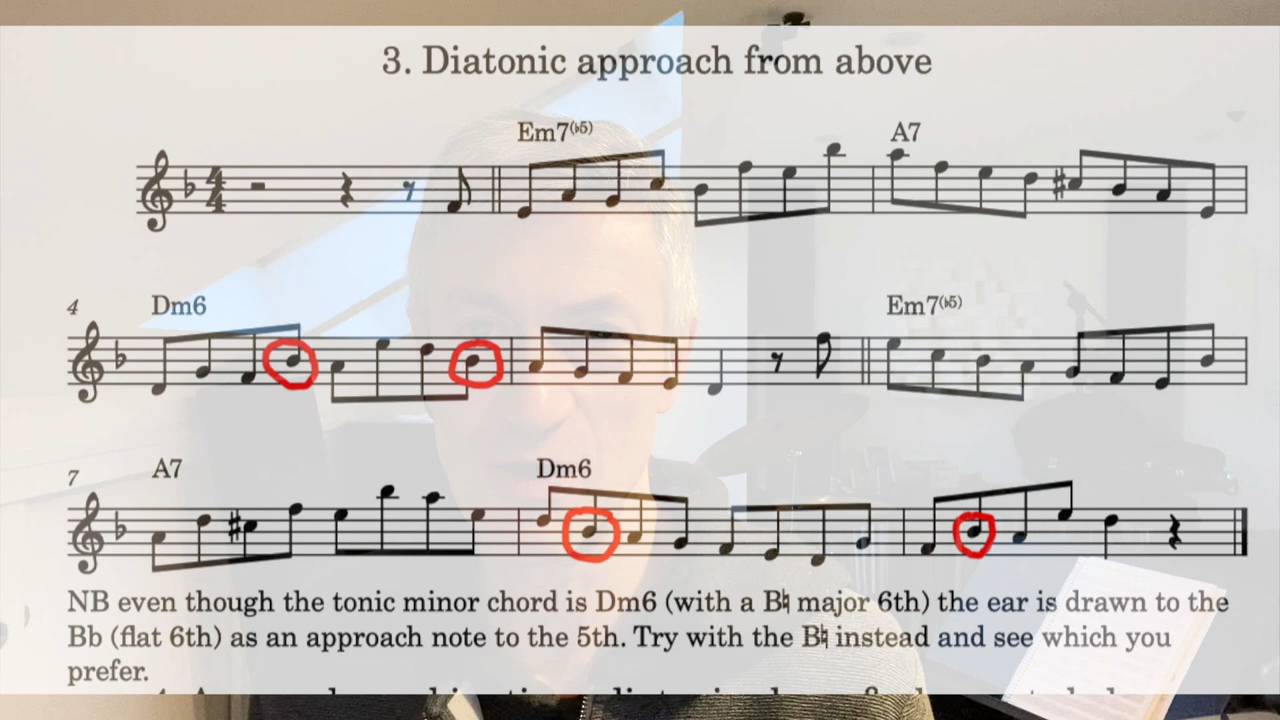 3. Diatonic approach from above
Em7(♭5) A7
4 Dm6 Em7(♭5)
7 A7 Dm6
NB even though the tonic minor chord is Dm6 (with a B♮ major 6th) the ear is drawn to the
Bb (flat 6th) as an approach note to the 5th. Try with the B♮ instead and see which you
prefer.